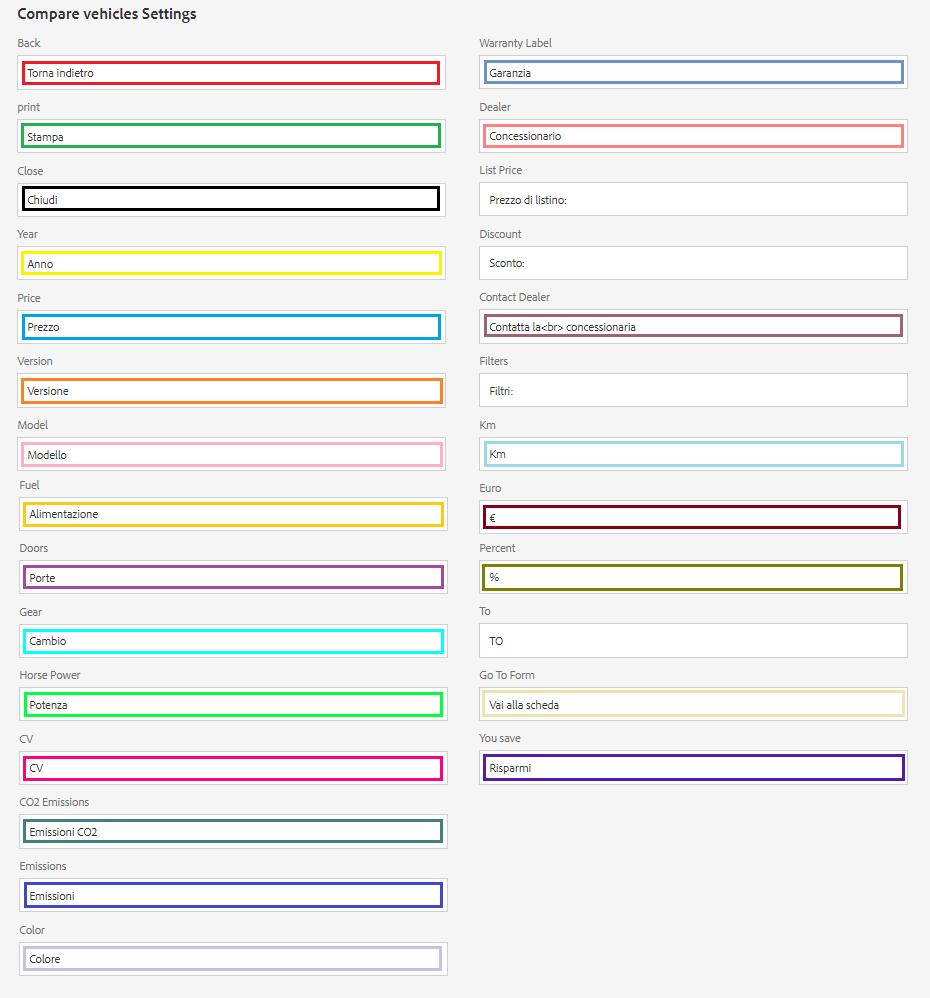 Compare vehicles Settings
Back
Torna indietro
print
Stampa
Close
Chiudi
Year
Anno
Price
Prezzo
Version
Versione
Model
Modello
Fuel
Alimentazione
Doors
Porte
Gear
Cambio
Horse Power
Potenza
CV
CV
CO2 Emissions
Emissioni CO2
Emissions
Emissioni
Color
Colore
Warranty Label
Garanzia
Dealer
Concessionario
List Price
Prezzo di listino:
Discount
Sconto:
Contact Dealer
Contatta la<br> concessionaria
Filters
Filtri:
Km
Km
Euro
€
Percent
%
To
TO
Go To Form
Vai alla scheda
You save
Risparmi